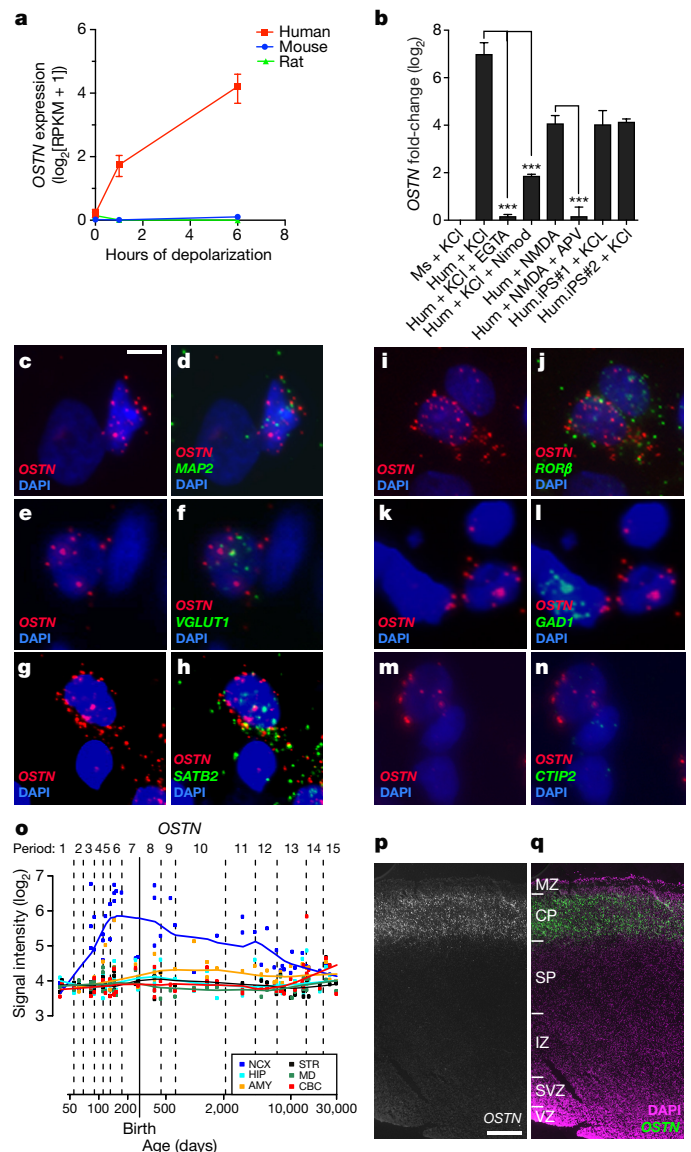 a
OSTN expression
(log2[RPKM + 1])
6
4
2
0
0 2 4 6 8
Hours of depolarization
Human
Mouse
Rat
b
OSTN fold-change (log2)
8
6
4
2
0
***
***
***
Ms + KCl
Hum + KCl
Hum + KCl + EGTA
Hum + KCl + Nimod
Hum + NMDA
Hum + NMDA + APV
Hum.iPS#1 + KCL
Hum.iPS#2 + KCl
c
OSTN
DAPI
d
OSTN
MAP2
DAPI
i
OSTN
DAPI
j
OSTN
RORβ
DAPI
e
OSTN
DAPI
f
OSTN
VGLUT1
DAPI
k
OSTN
DAPI
l
OSTN
GAD1
DAPI
g
OSTN
DAPI
h
OSTN
SATB2
DAPI
m
OSTN
DAPI
n
OSTN
CTIP2
DAPI
o
OSTN
Period: 1 2 3 4 5 6 7 8 9 10 11 12 13 14 15
Signal intensity (log2)
7
6
5
4
3
NCX
HIP
AMY
STR
MD
CBC
50 100 200 500 2,000 10,000 30,000
Birth
Age (days)
p
OSTN
q
MZ
CP
SP
IZ
SVZ
VZ
DAPI
OSTN